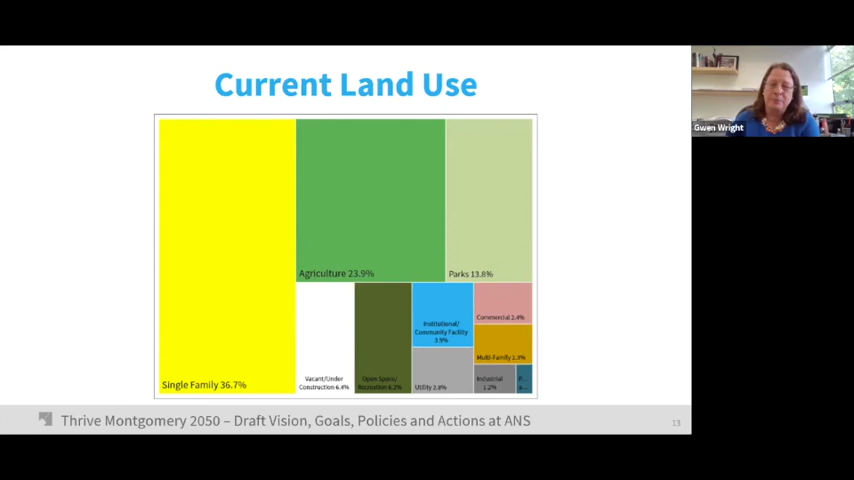 Current Land Use
Gwen Wright
Agriculture 23.9%
Parks 13.8%
Single Family 36.7%
Vacant/Under
Construction 6.4%
Open Space/
Recreation 6.2%
Institutional/
Community Facility
3.9%
Utility 2.8%
Commercial 2.4%
Multi-Family 2.3%
Industrial
1.2%
P...
a...
Thrive Montgomery 2050 – Draft Vision, Goals, Policies and Actions at ANS
13